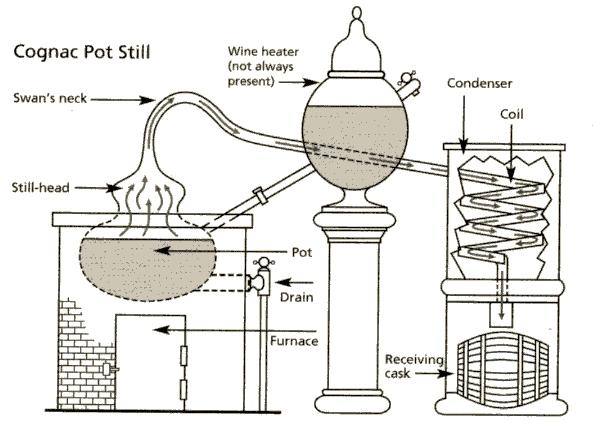 Cognac Pot Still
Wine heater
(not always
present)
Swan's neck
Condenser
Coil
Still-head
Pot
Drain
Furnace
Receiving
cask